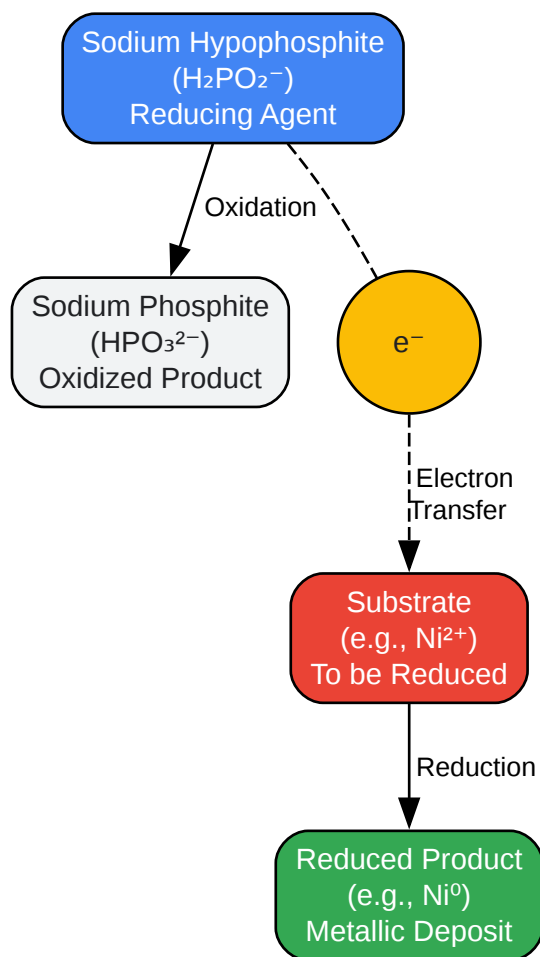 Sodium Hypophosphite
(H₂PO₂⁻)
Reducing Agent
Oxidation
Sodium Phosphite
(HPO₃²⁻)
Oxidized Product
e⁻
Electron
Transfer
Substrate
(e.g., Ni²⁺)
To be Reduced
Reduction
Reduced Product
(e.g., Ni⁰)
Metallic Deposit